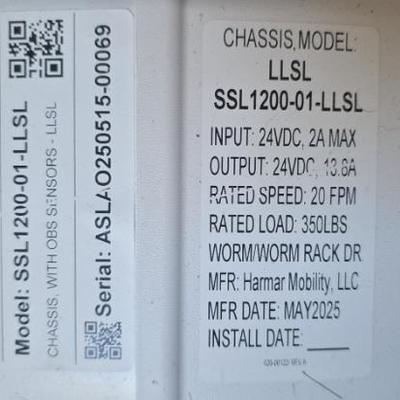 Model: SSL1200-01-LLSL
CHASSIS, WITH OBS SENSORS - LLSL
Serial: ASLAO250515-00069
CHASSIS, MODEL:
LLSL
SSL1200-01-LLSL
INPUT: 24VDC, 2A MAX
OUTPUT: 24VDC, 13.8A
RATED SPEED: 20 FPM
RATED LOAD: 350LBS
WORM/WORM RACK DR
MFR: Harmar Mobility, LLC
MFR DATE: MAY2025
INSTALL DATE: